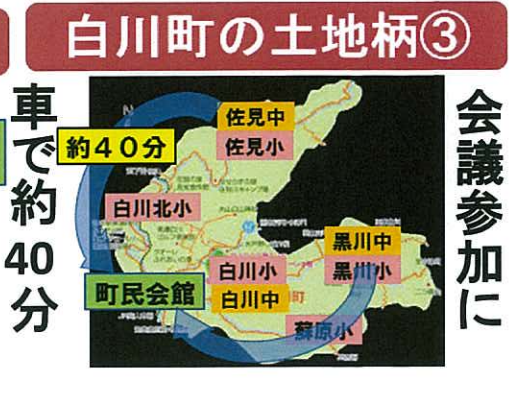 白川町の土地柄③
会議参加に
車で約40分
約40分
佐見中
佐見小
白川北小
黒川中
黒川小
白川小
町民会館
白川中
蘇原小